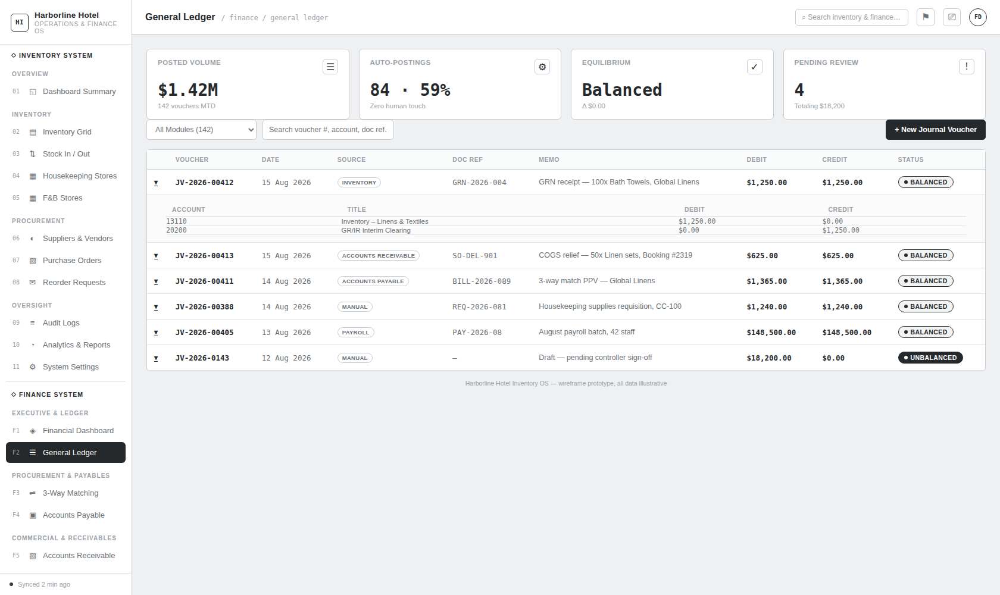 HI
Harborline Hotel
OPERATIONS & FINANCE
OS
◇ INVENTORY SYSTEM
OVERVIEW
01 Dashboard Summary
INVENTORY
02 Inventory Grid
03 Stock In / Out
04 Housekeeping Stores
05 F&B Stores
PROCUREMENT
06 Suppliers & Vendors
07 Purchase Orders
08 Reorder Requests
OVERSIGHT
09 Audit Logs
10 Analytics & Reports
11 System Settings
◇ FINANCE SYSTEM
EXECUTIVE & LEDGER
F1 Financial Dashboard
F2 General Ledger
PROCUREMENT & PAYABLES
F3 3-Way Matching
F4 Accounts Payable
COMMERCIAL & RECEIVABLES
F5 Accounts Receivable
Synced 2 min ago
General Ledger / finance / general ledger
Search inventory & finance…
FD
POSTED VOLUME
$1.42M
142 vouchers MTD
AUTO-POSTINGS
84 · 59%
Zero human touch
EQUILIBRIUM
✓
Balanced
Δ $0.00
PENDING REVIEW
!
4
Totaling $18,200
All Modules (142)
Search voucher #, account, doc ref.
+ New Journal Voucher
VOUCHER DATE SOURCE DOC REF MEMO DEBIT CREDIT STATUS
▾ JV-2026-00412 15 Aug 2026 INVENTORY GRN-2026-004 GRN receipt — 100x Bath Towels, Global Linens $1,250.00 $1,250.00 BALANCED
ACCOUNT TITLE DEBIT CREDIT
13110 Inventory – Linens & Textiles $1,250.00 $0.00
20200 GR/IR Interim Clearing $0.00 $1,250.00
▾ JV-2026-00413 15 Aug 2026 ACCOUNTS RECEIVABLE SO-DEL-901 COGS relief — 50x Linen sets, Booking #2319 $625.00 $625.00 BALANCED
▾ JV-2026-00411 14 Aug 2026 ACCOUNTS PAYABLE BILL-2026-089 3-way match PPV — Global Linens $1,365.00 $1,365.00 BALANCED
▾ JV-2026-00388 14 Aug 2026 MANUAL REQ-2026-081 Housekeeping supplies requisition, CC-100 $1,240.00 $1,240.00 BALANCED
▾ JV-2026-00405 13 Aug 2026 PAYROLL PAY-2026-08 August payroll batch, 42 staff $148,500.00 $148,500.00 BALANCED
▾ JV-2026-0143 12 Aug 2026 MANUAL — Draft — pending controller sign-off $18,200.00 $0.00 UNBALANCED
Harborline Hotel Inventory OS — wireframe prototype, all data illustrative